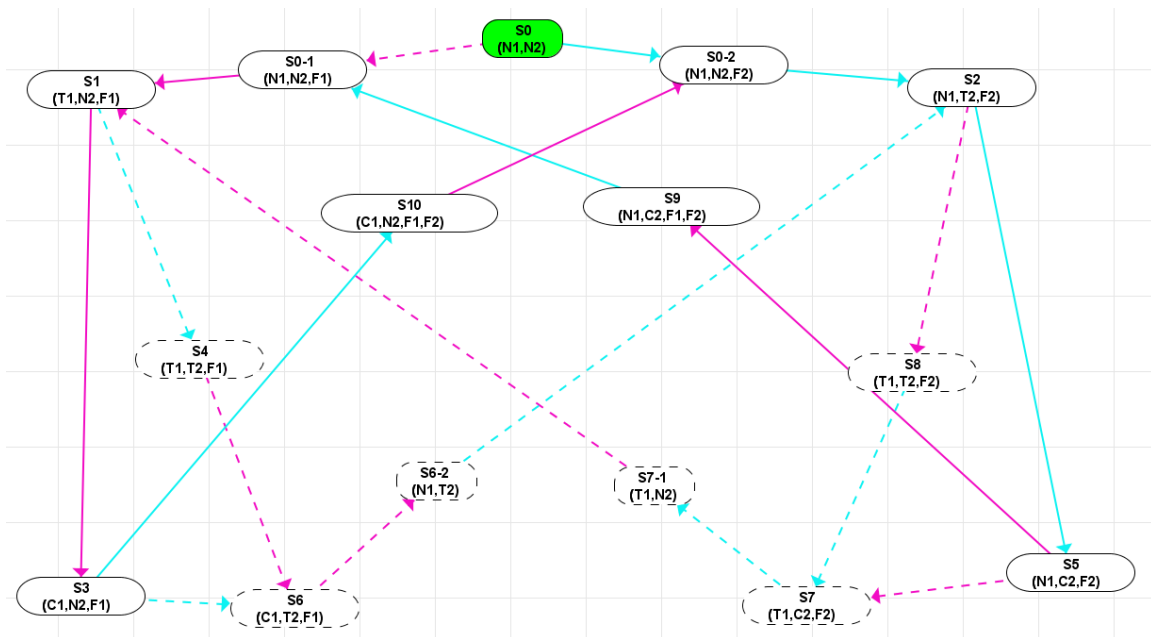 S0
(N1,N2)
S0-1
(N1,N2,F1)
S0-2
(N1,N2,F2)
S1
(T1,N2,F1)
S2
(N1,T2,F2)
S10
(C1,N2,F1,F2)
S9
(N1,C2,F1,F2)
S4
(T1,T2,F1)
S8
(T1,T2,F2)
S6-2
(N1,T2)
S7-1
(T1,N2)
S3
(C1,N2,F1)
S6
(C1,T2,F1)
S7
(T1,C2,F2)
S5
(N1,C2,F2)